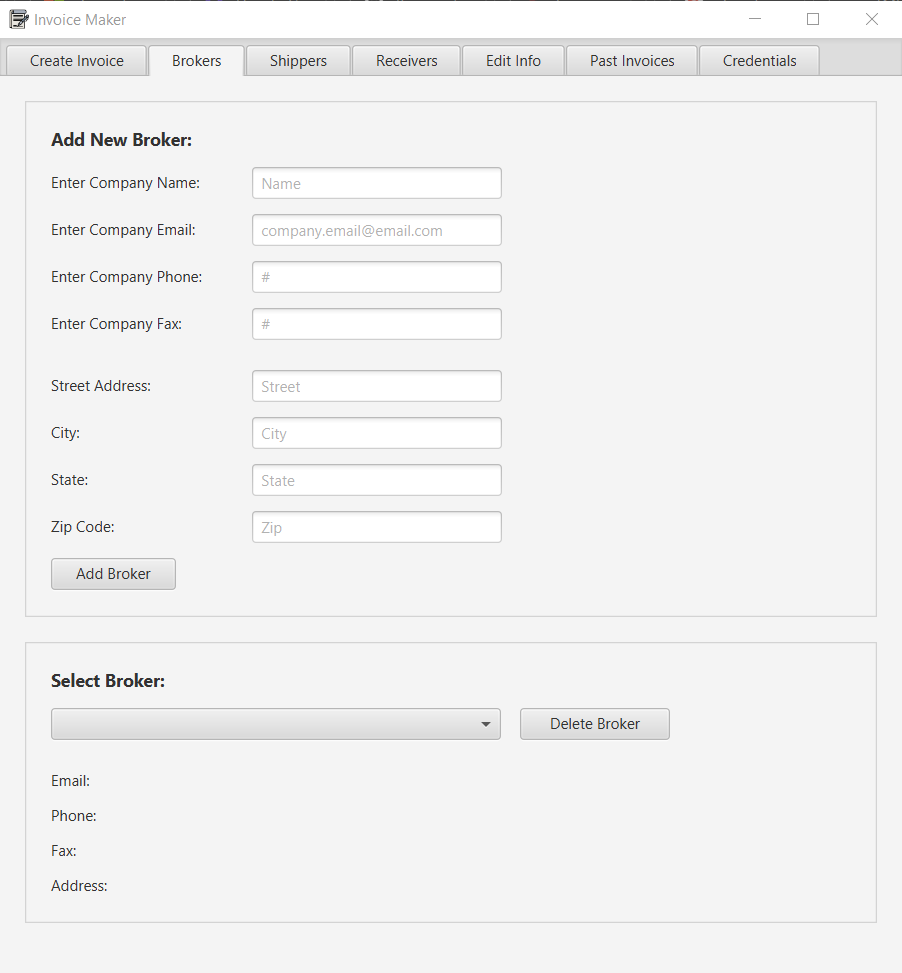 Invoice Maker
Create Invoice Brokers Shippers Receivers Edit Info Past Invoices Credentials
Add New Broker:
Enter Company Name: Name
Enter Company Email: company.email@email.com
Enter Company Phone: #
Enter Company Fax: #
Street Address: Street
City: City
State: State
Zip Code: Zip
Add Broker
Select Broker:
Delete Broker
Email:
Phone:
Fax:
Address: